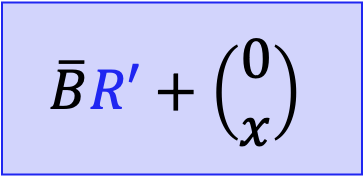 B̄R′ + (0
x)